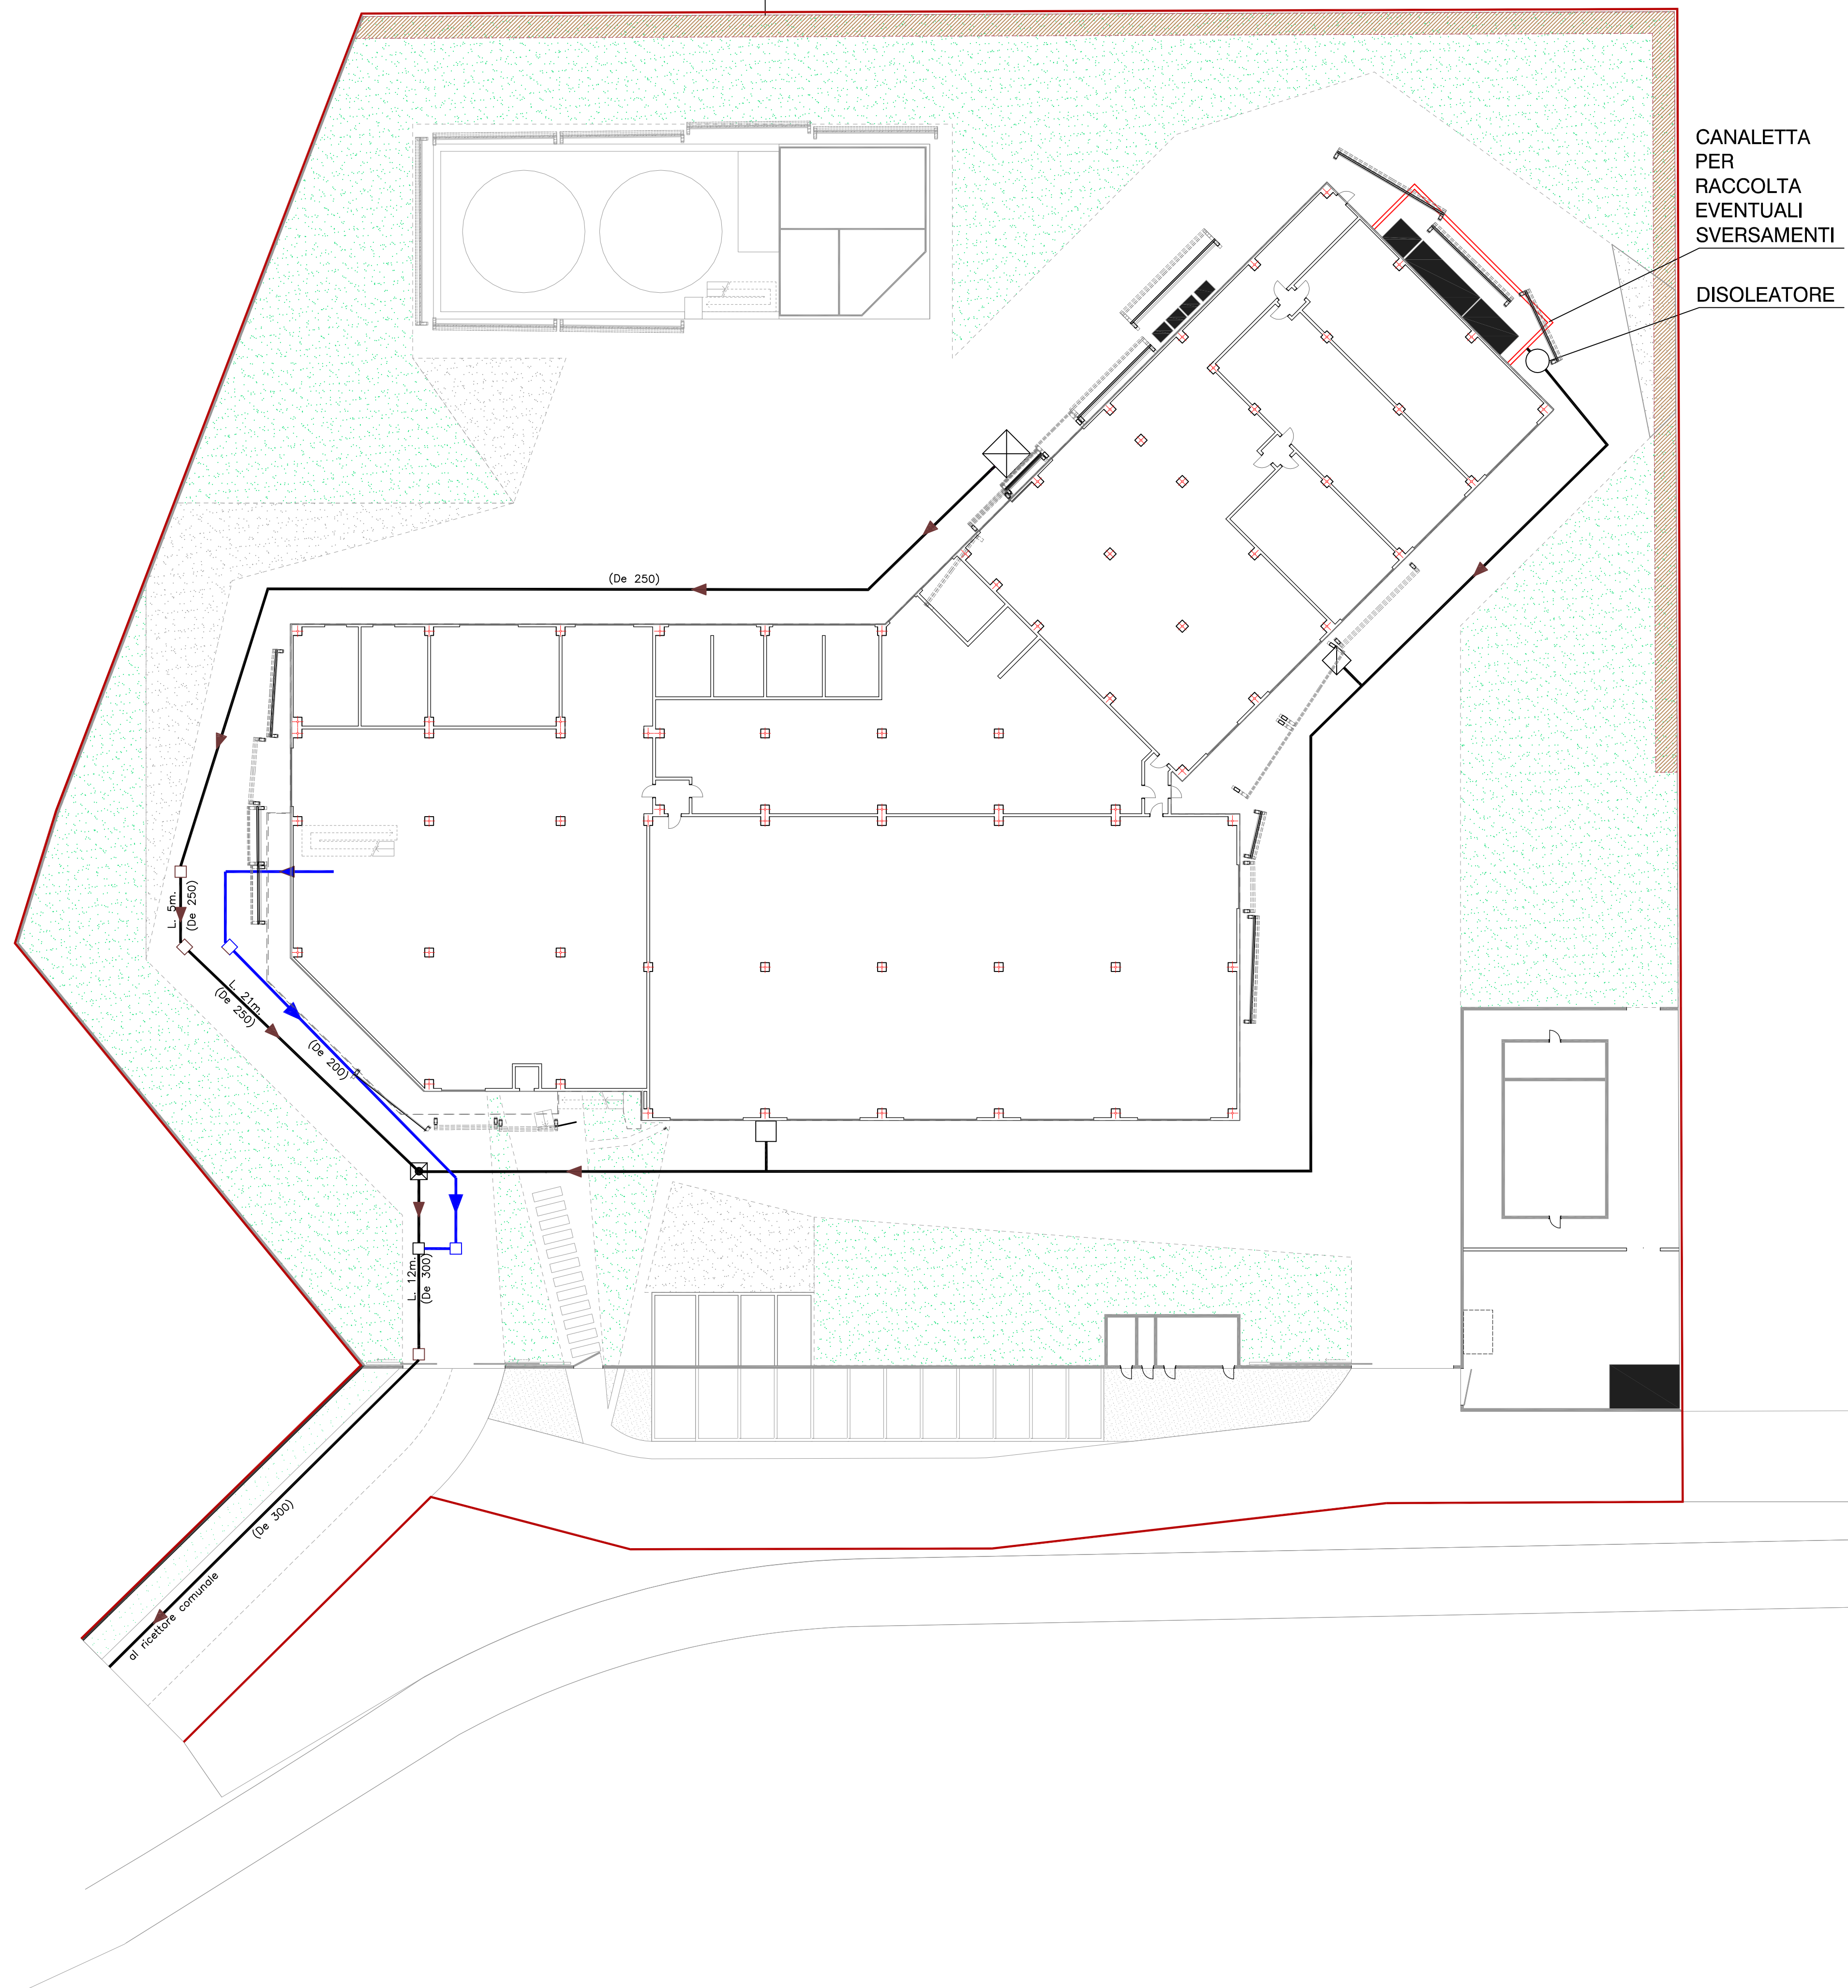 CANALETTA
PER
RACCOLTA
EVENTUALI
SVERSAMENTI
DISOLEATORE
(De 250)
L. 5m.
(De 250)
L. 21m.
(De 250)
(De 200)
L. 12m.
(De 300)
(De 300)
al ricettore comunale